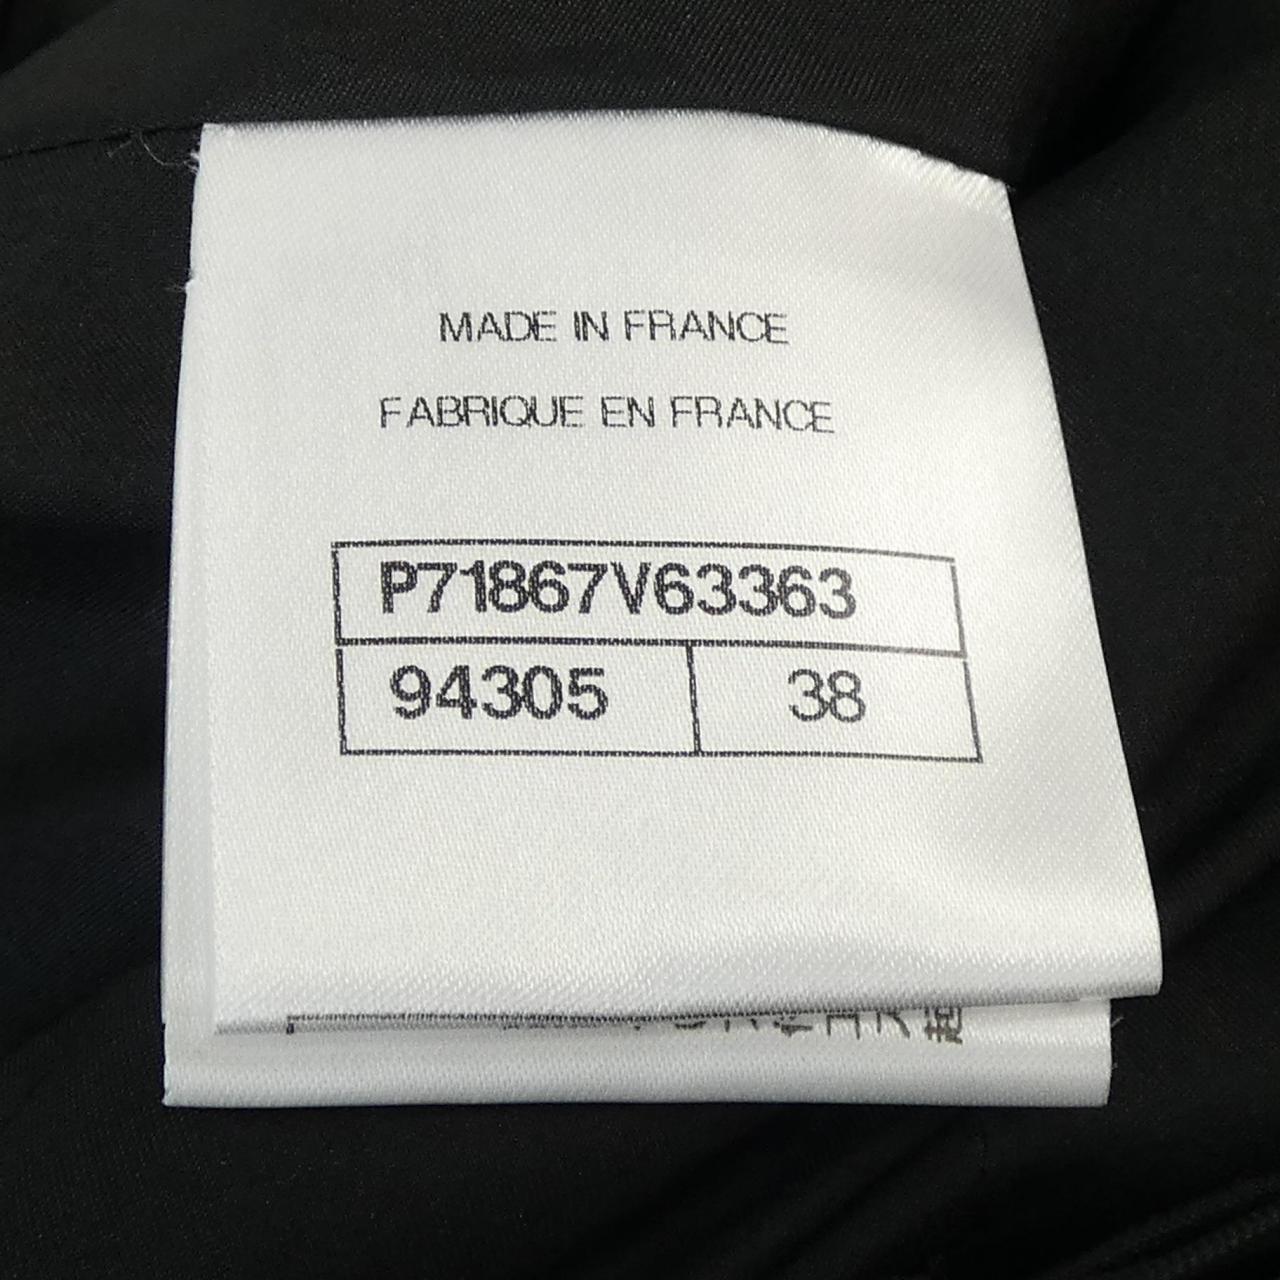 MADE IN FRANCE
FABRIQUE EN FRANCE
P71867V63363
94305 38